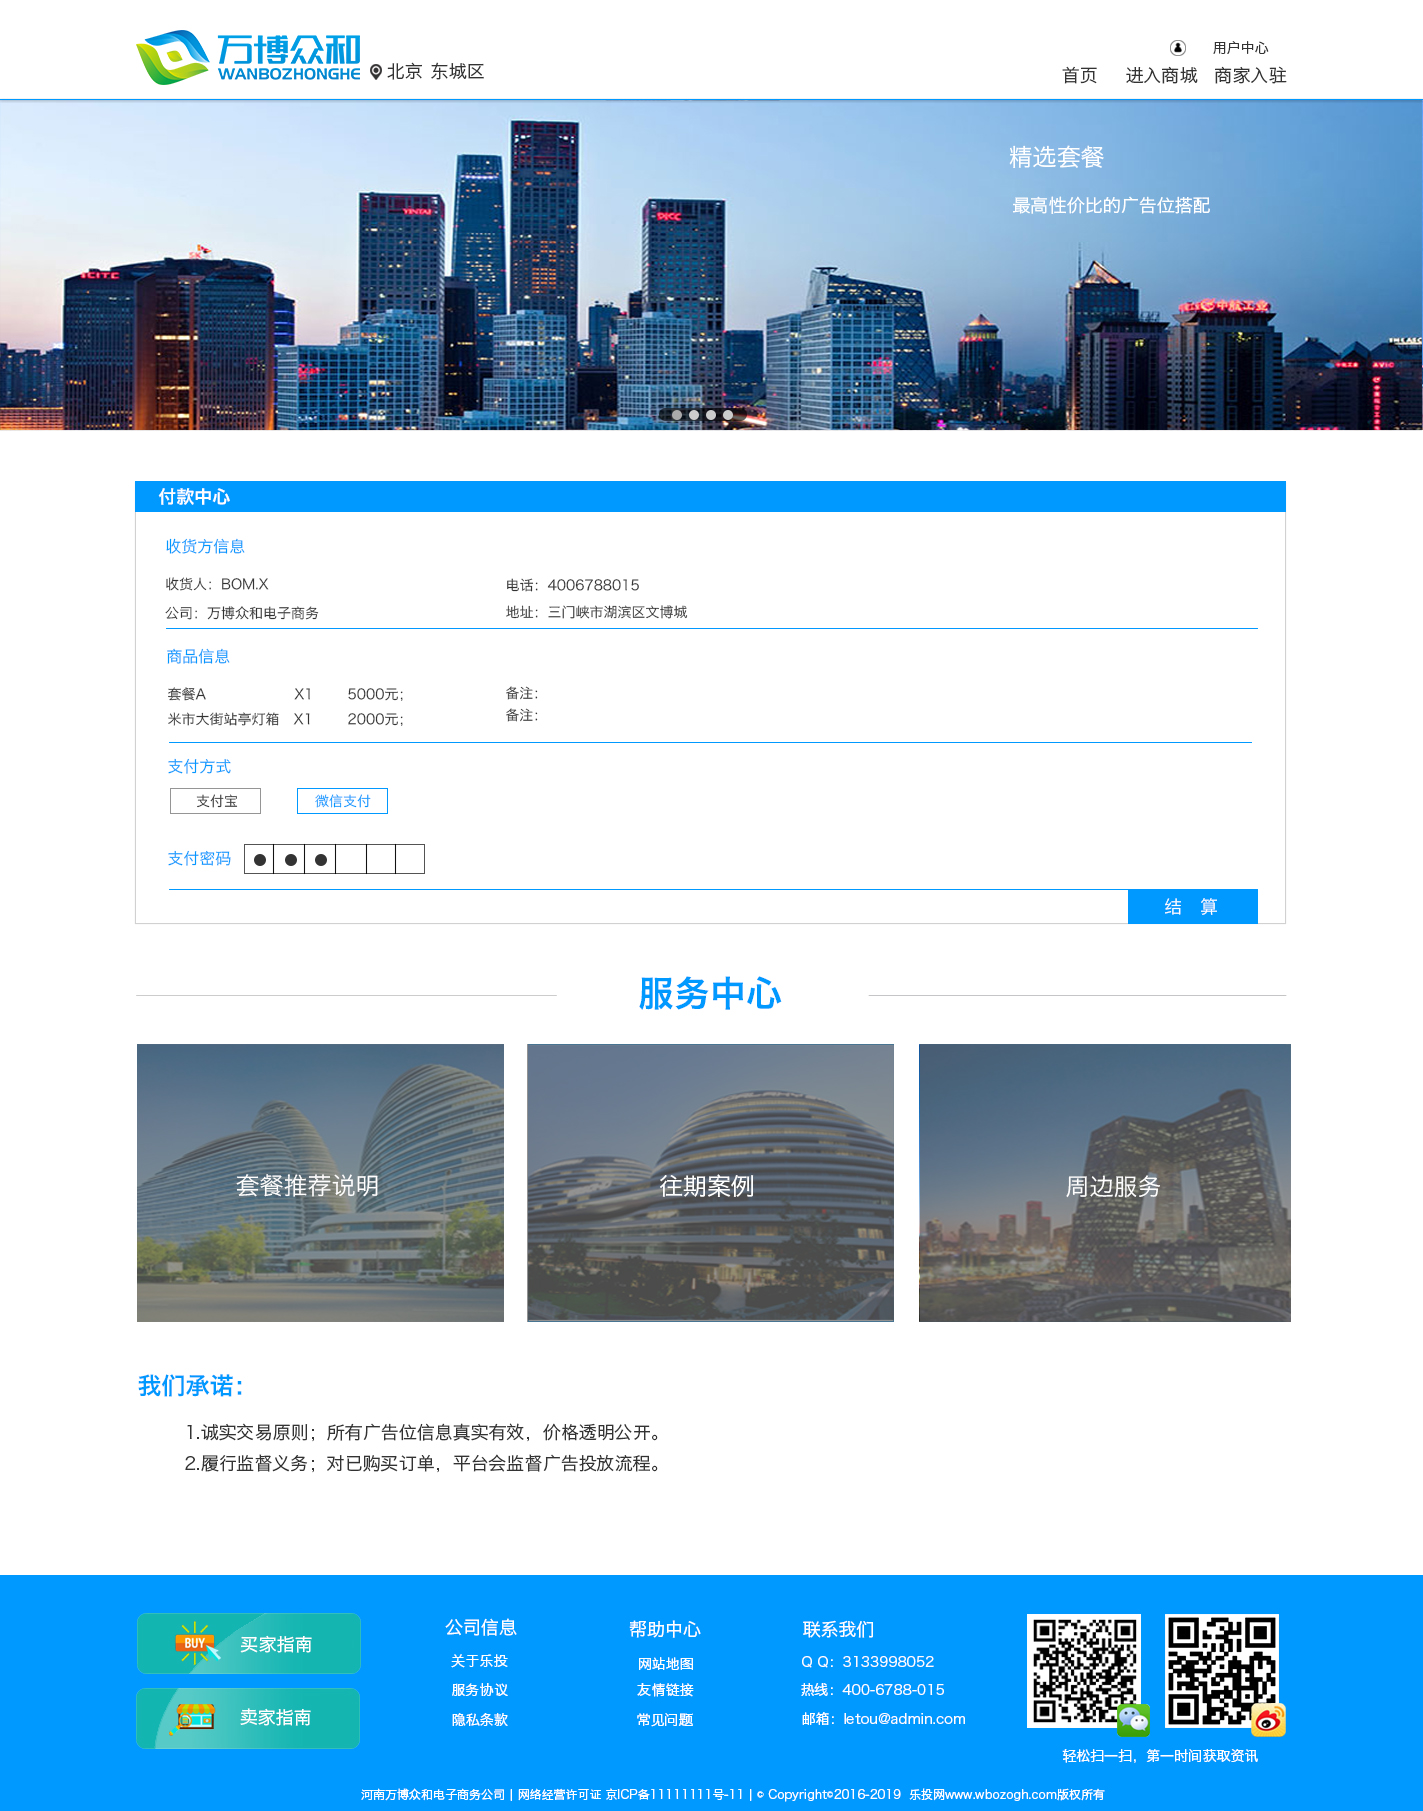 万博众和
WANBOZHONGHE
北京 东城区
用户中心
首页 进入商城 商家入驻
精选套餐
最高性价比的广告位搭配
CITC
YINTAI
DJCC
中航工业
AVIC
付款中心
收货方信息
收货人：BOM.X 电话：4006788015
公司：万博众和电子商务 地址：三门峡市湖滨区文博城
商品信息
套餐A X1 5000元； 备注：
米市大街站亭灯箱 X1 2000元； 备注：
支付方式
支付宝 微信支付
支付密码
结 算
服务中心
套餐推荐说明 往期案例 周边服务
我们承诺：
1.诚实交易原则；所有广告位信息真实有效，价格透明公开。
2.履行监督义务；对已购买订单，平台会监督广告投放流程。
BUY 买家指南
卖家指南
公司信息
关于乐投
服务协议
隐私条款
帮助中心
网站地图
友情链接
常见问题
联系我们
Q Q：3133998052
热线：400-6788-015
邮箱：letou@admin.com
轻松扫一扫，第一时间获取资讯
河南万博众和电子商务公司 | 网络经营许可证 京ICP备11111111号-11 | © Copyright©2016-2019 乐投网www.wbozogh.com版权所有